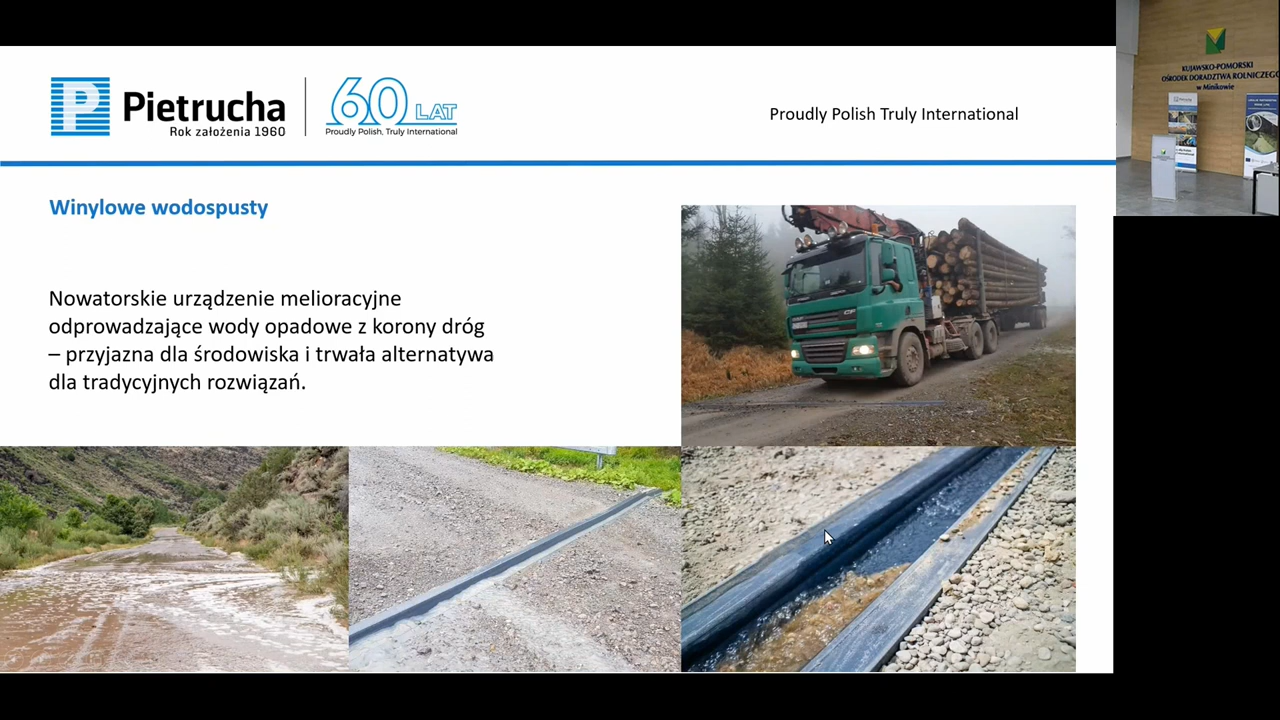 Pietrucha
Rok założenia 1960
60 LAT
Proudly Polish, Truly International
Proudly Polish Truly International
KUJAWSKO-POMORSKI
OŚRODEK DORADZTWA ROLNICZEGO
w Minikowie
Winylowe wodospusty
Nowatorskie urządzenie melioracyjne
odprowadzające wody opadowe z korony dróg
– przyjazna dla środowiska i trwała alternatywa
dla tradycyjnych rozwiązań.
CF